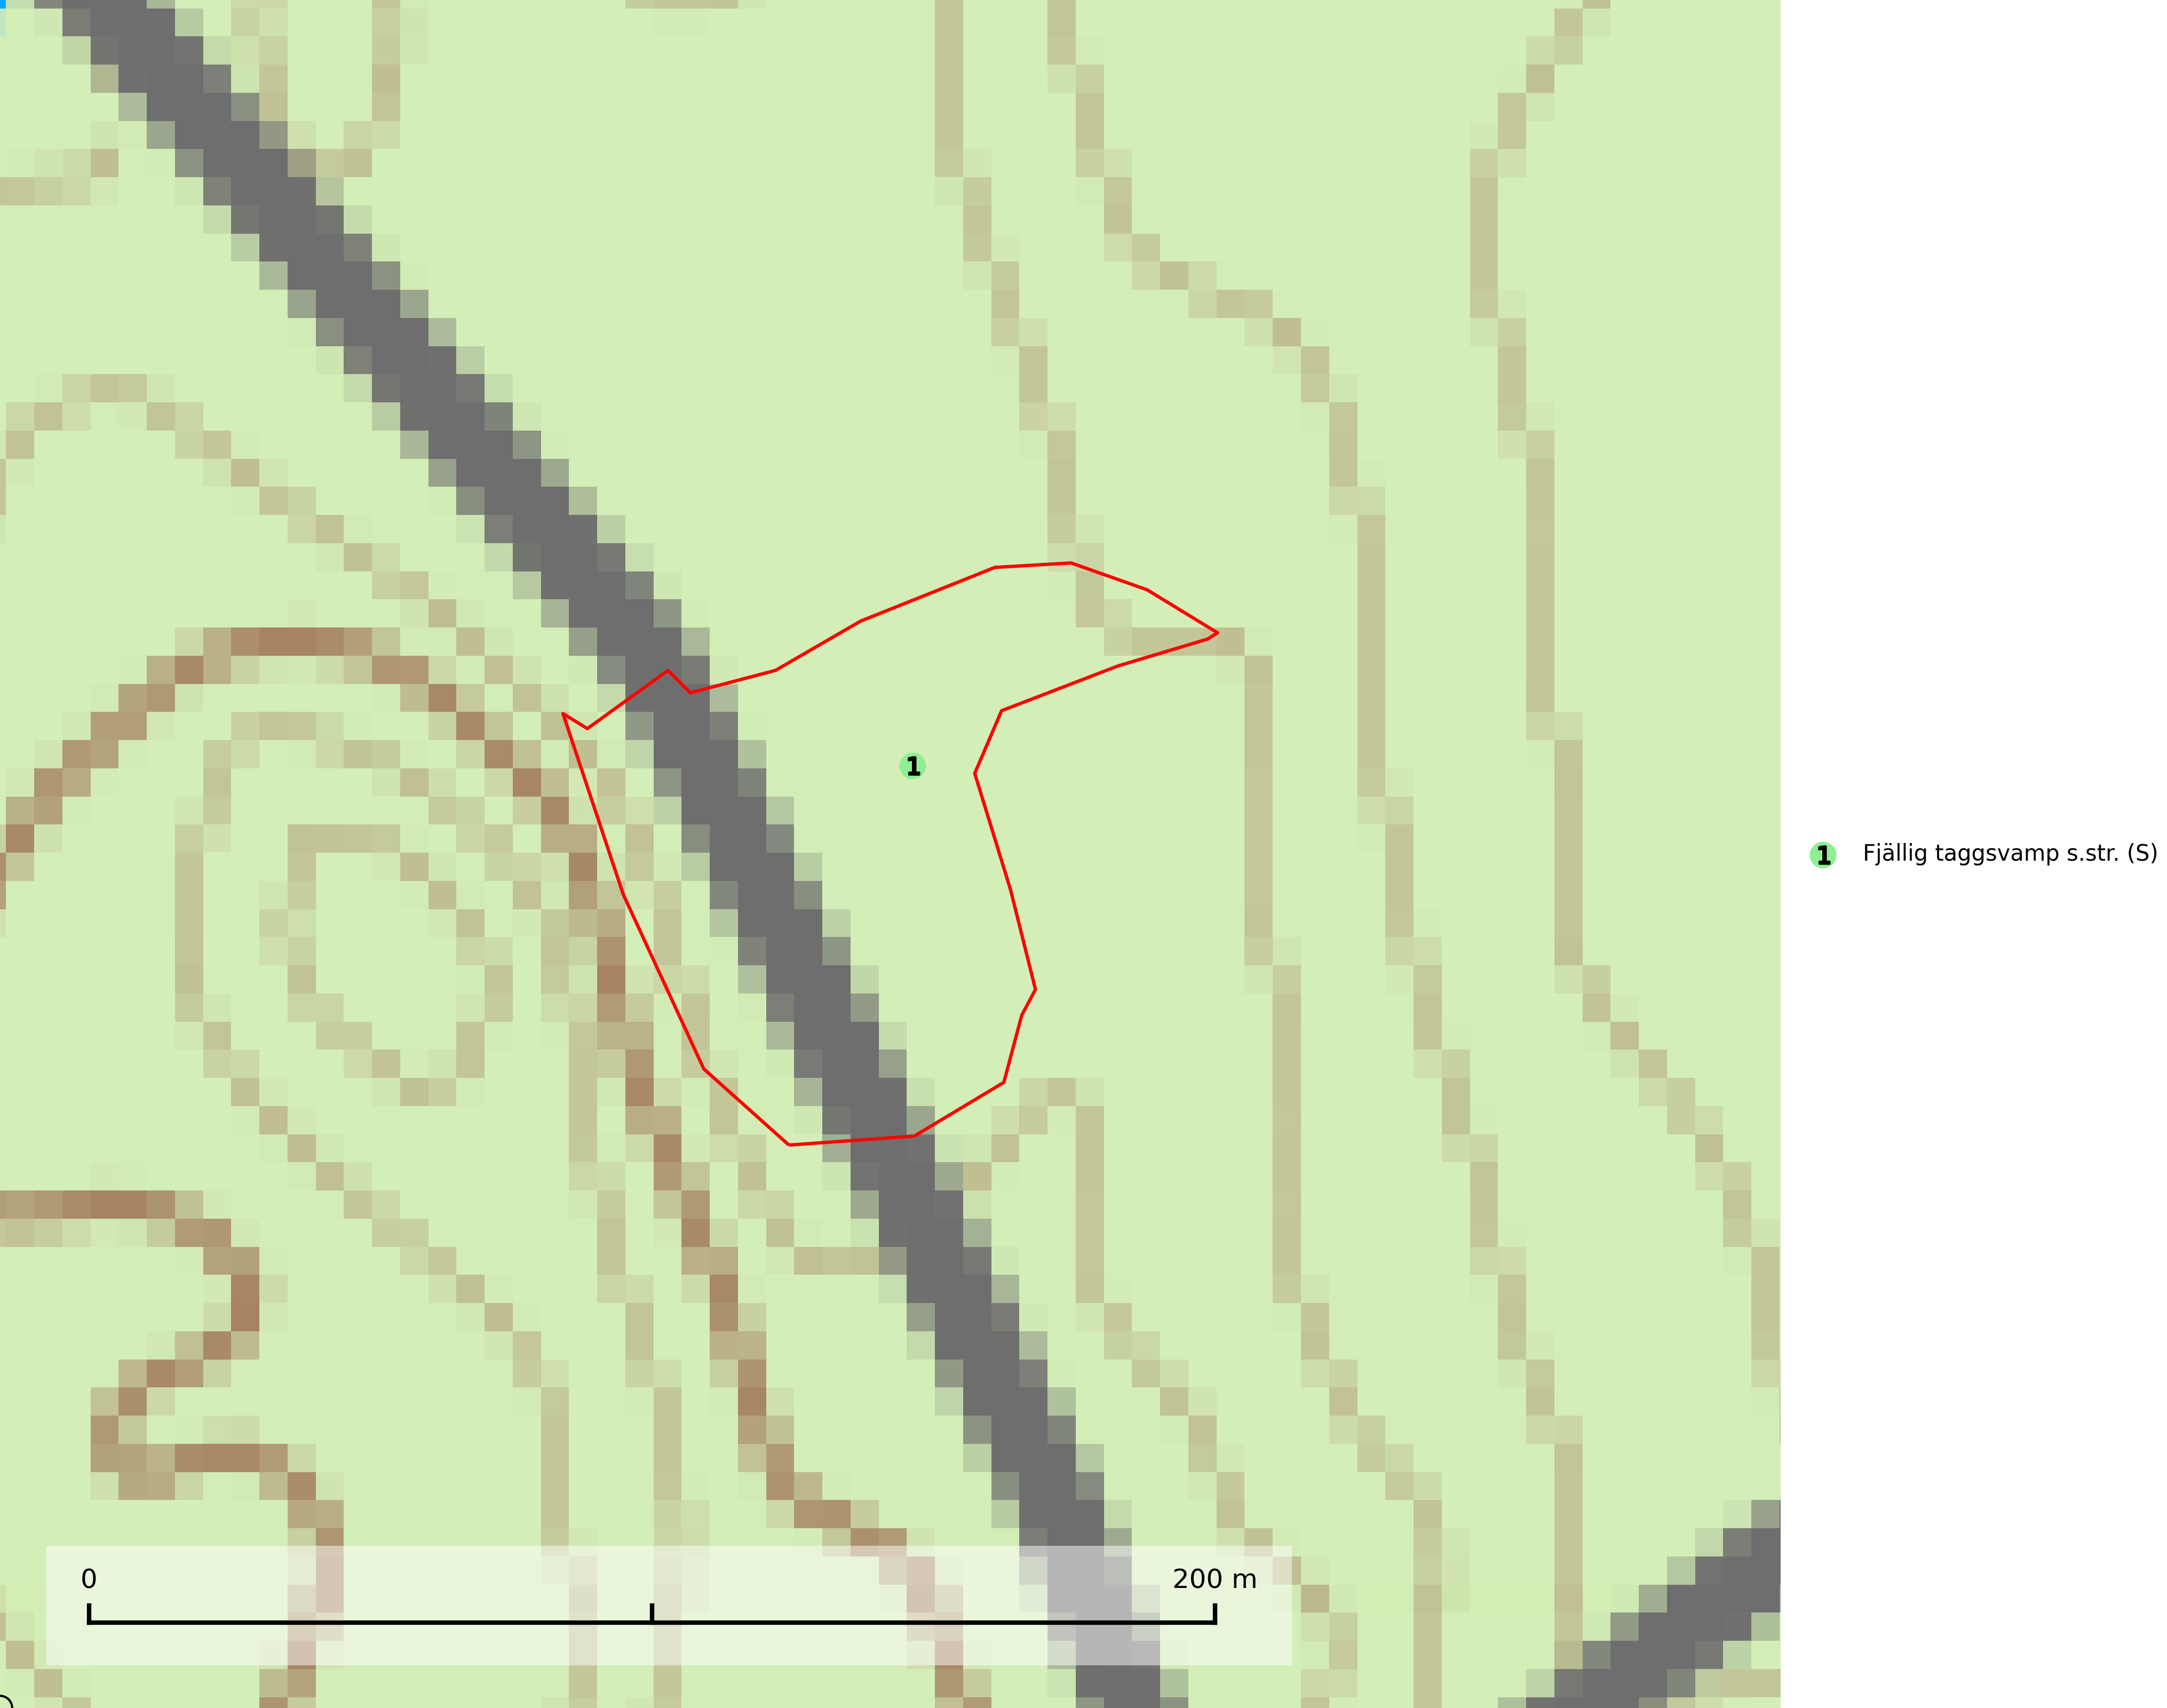 1
1 Fjällig taggsvamp s.str. (S)
0 200 m